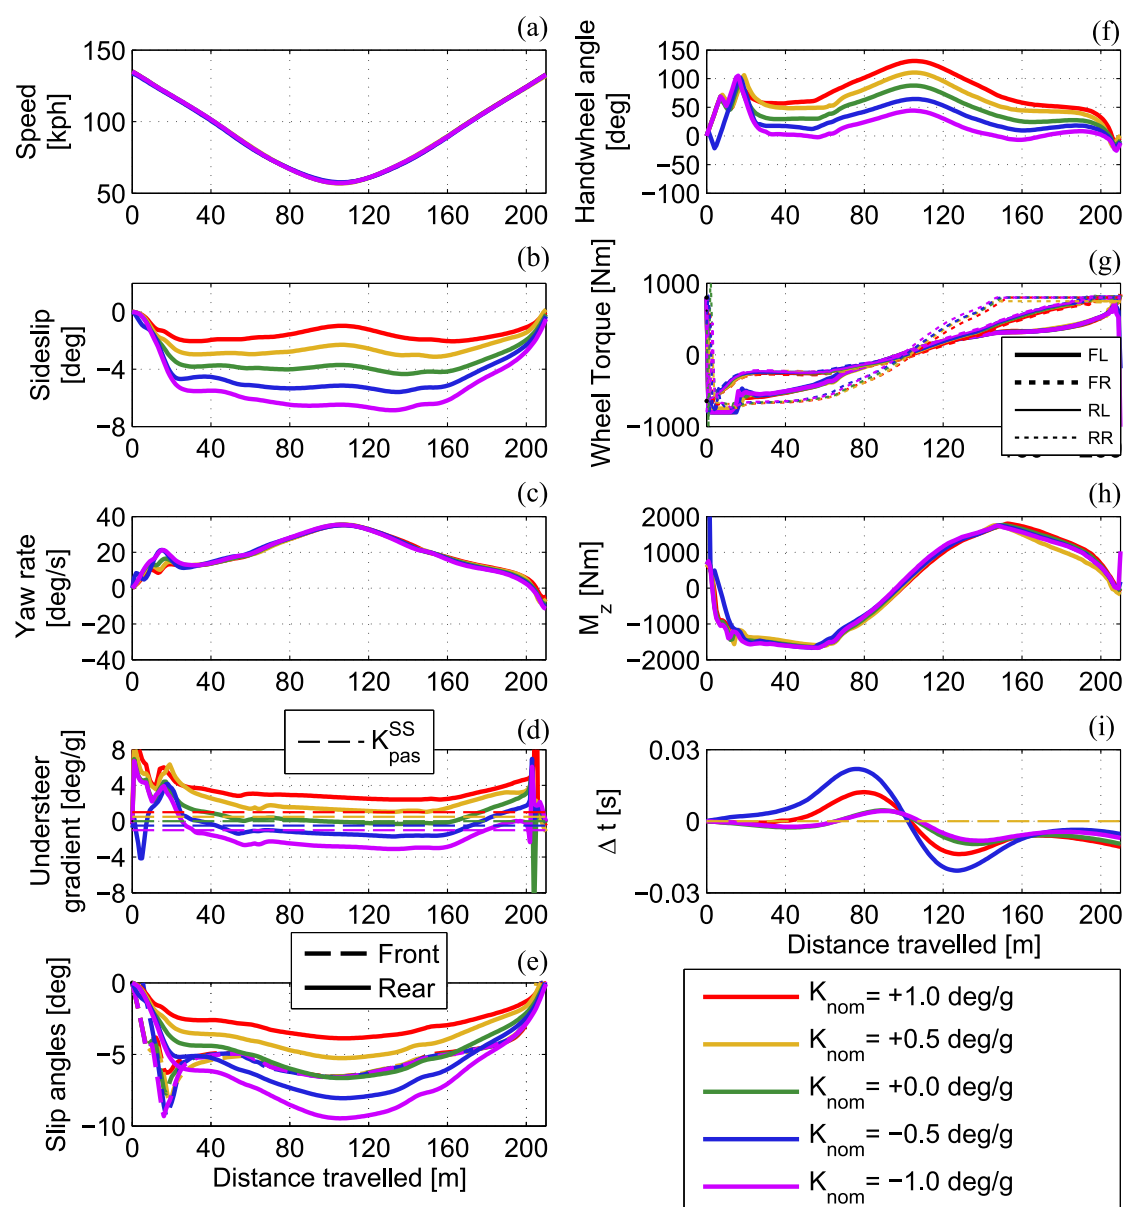 (a)
150
100
50
Speed
[kph]
0 40 80 120 160 200
(b)
0
−4
−8
Sideslip
[deg]
0 40 80 120 160 200
(c)
40
20
0
−20
−40
Yaw rate
[deg/s]
0 40 80 120 160 200
(d)
K_pas^SS
8
4
0
−4
−8
Understeer
gradient [deg/g]
0 40 80 120 160 200
(e)
Front
Rear
0
−5
−10
Slip angles [deg]
0 40 80 120 160 200
Distance travelled [m]
(f)
150
100
50
0
−50
−100
Handwheel angle
[deg]
0 40 80 120 160 200
(g)
1000
0
−1000
Wheel Torque [Nm]
FL
FR
RL
RR
0 40 80 120 160 200
(h)
2000
1000
0
−1000
−2000
M_z [Nm]
0 40 80 120 160 200
(i)
0.03
0
−0.03
Δ t [s]
0 40 80 120 160 200
Distance travelled [m]
K_nom= +1.0 deg/g
K_nom= +0.5 deg/g
K_nom= +0.0 deg/g
K_nom= −0.5 deg/g
K_nom= −1.0 deg/g